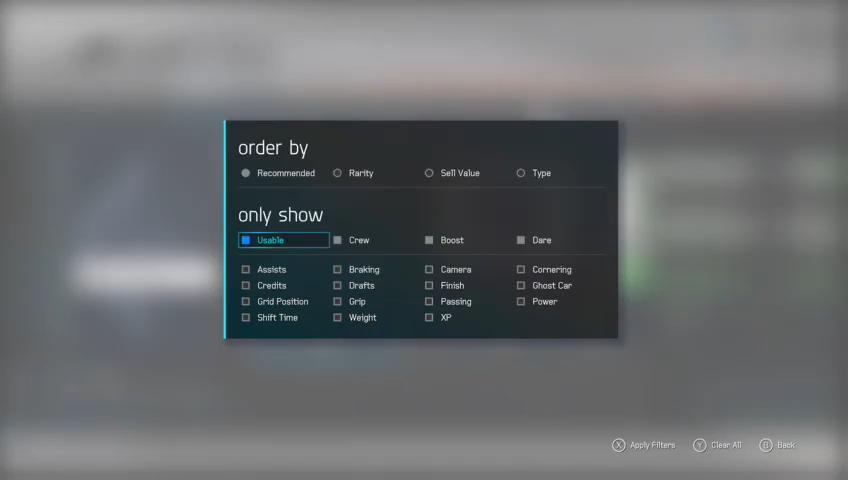 order by
Recommended Rarity Sell Value Type
only show
Usable Crew Boost Dare
Assists Braking Camera Cornering
Credits Drafts Finish Ghost Car
Grid Position Grip Passing Power
Shift Time Weight XP
X Apply Filters Y Clear All B Back